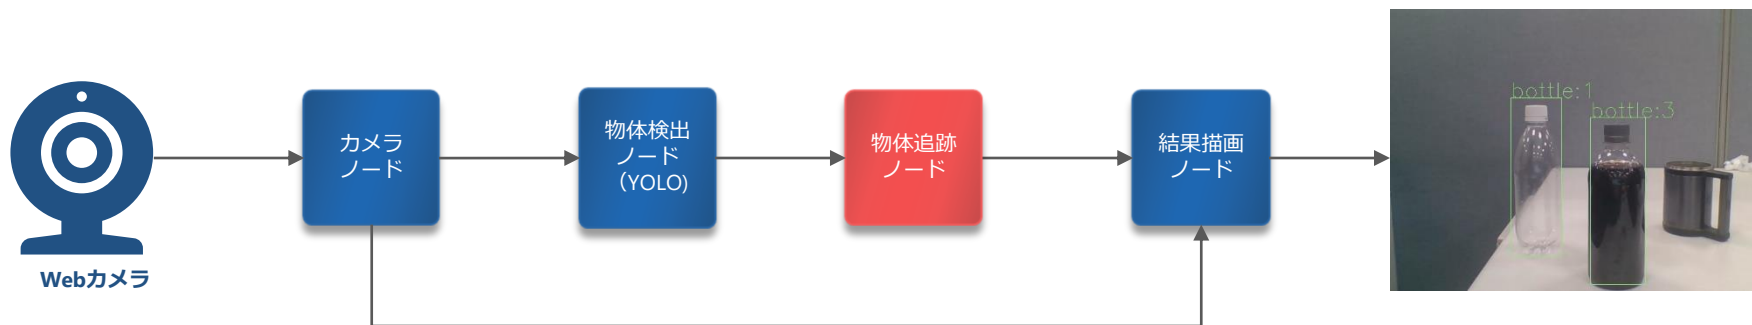 Webカメラ
カメラ
ノード
物体検出
ノード
（YOLO)
物体追跡
ノード
結果描画
ノード
bottle:1
bottle:3